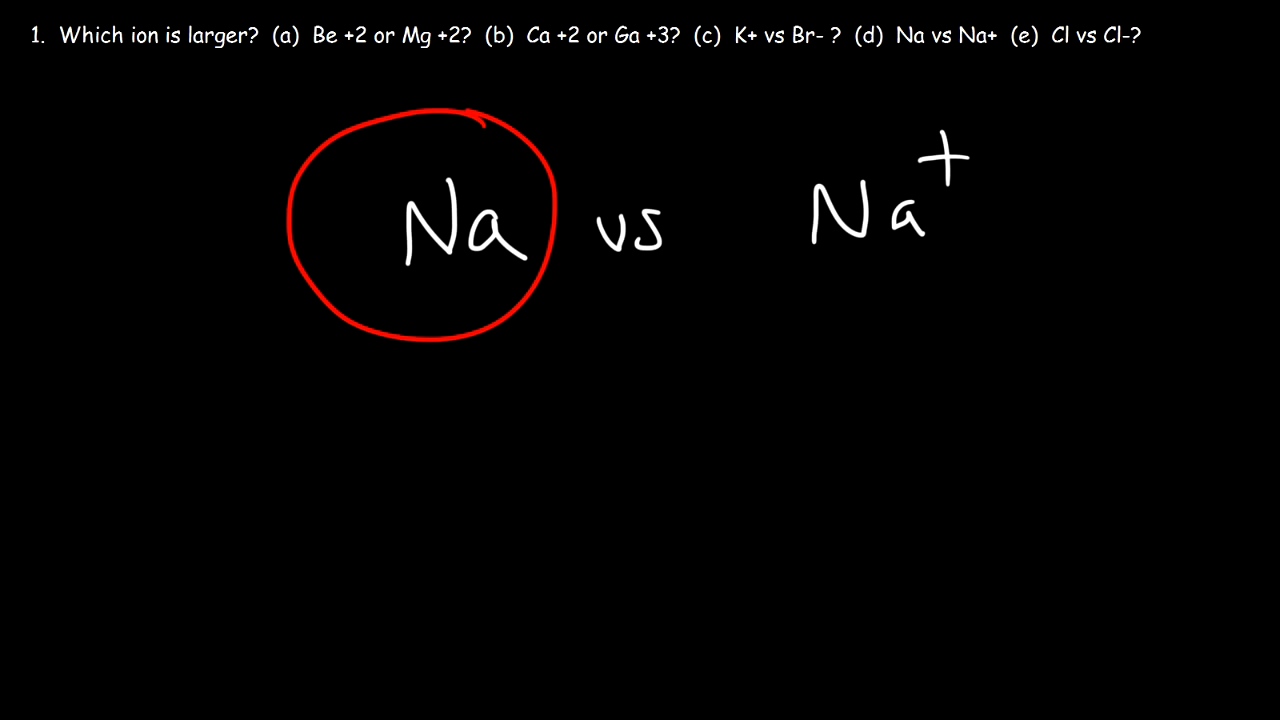 1. Which ion is larger? (a) Be +2 or Mg +2? (b) Ca +2 or Ga +3? (c) K+ vs Br- ? (d) Na vs Na+ (e) Cl vs Cl-?
Na vs Na+